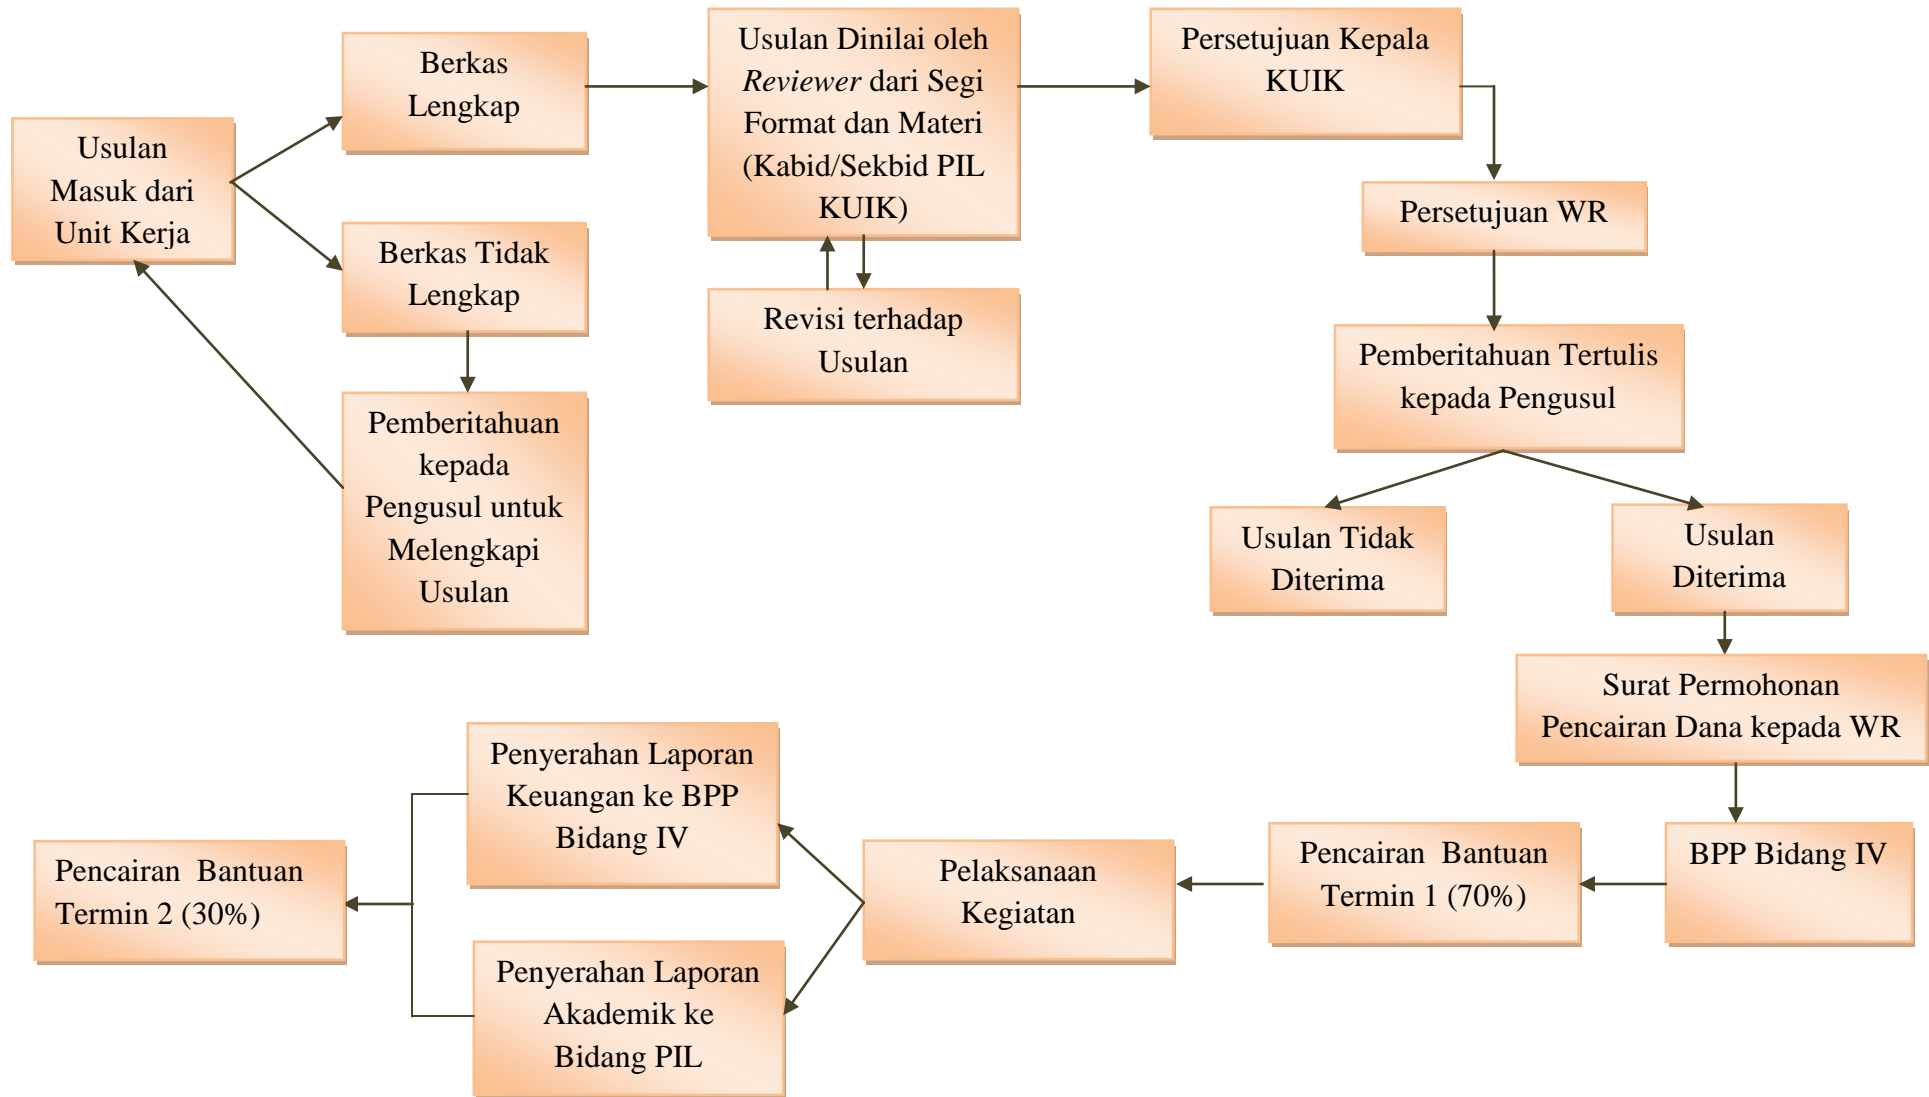 Usulan
Masuk dari
Unit Kerja
Berkas
Lengkap
Berkas Tidak
Lengkap
Pemberitahuan
kepada
Pengusul untuk
Melengkapi
Usulan
Usulan Dinilai oleh
Reviewer dari Segi
Format dan Materi
(Kabid/Sekbid PIL
KUIK)
Revisi terhadap
Usulan
Persetujuan Kepala
KUIK
Persetujuan WR
Pemberitahuan Tertulis
kepada Pengusul
Usulan Tidak
Diterima
Usulan
Diterima
Surat Permohonan
Pencairan Dana kepada WR
BPP Bidang IV
Pencairan  Bantuan
Termin 1 (70%)
Pelaksanaan
Kegiatan
Penyerahan Laporan
Keuangan ke BPP
Bidang IV
Penyerahan Laporan
Akademik ke
Bidang PIL
Pencairan  Bantuan
Termin 2 (30%)